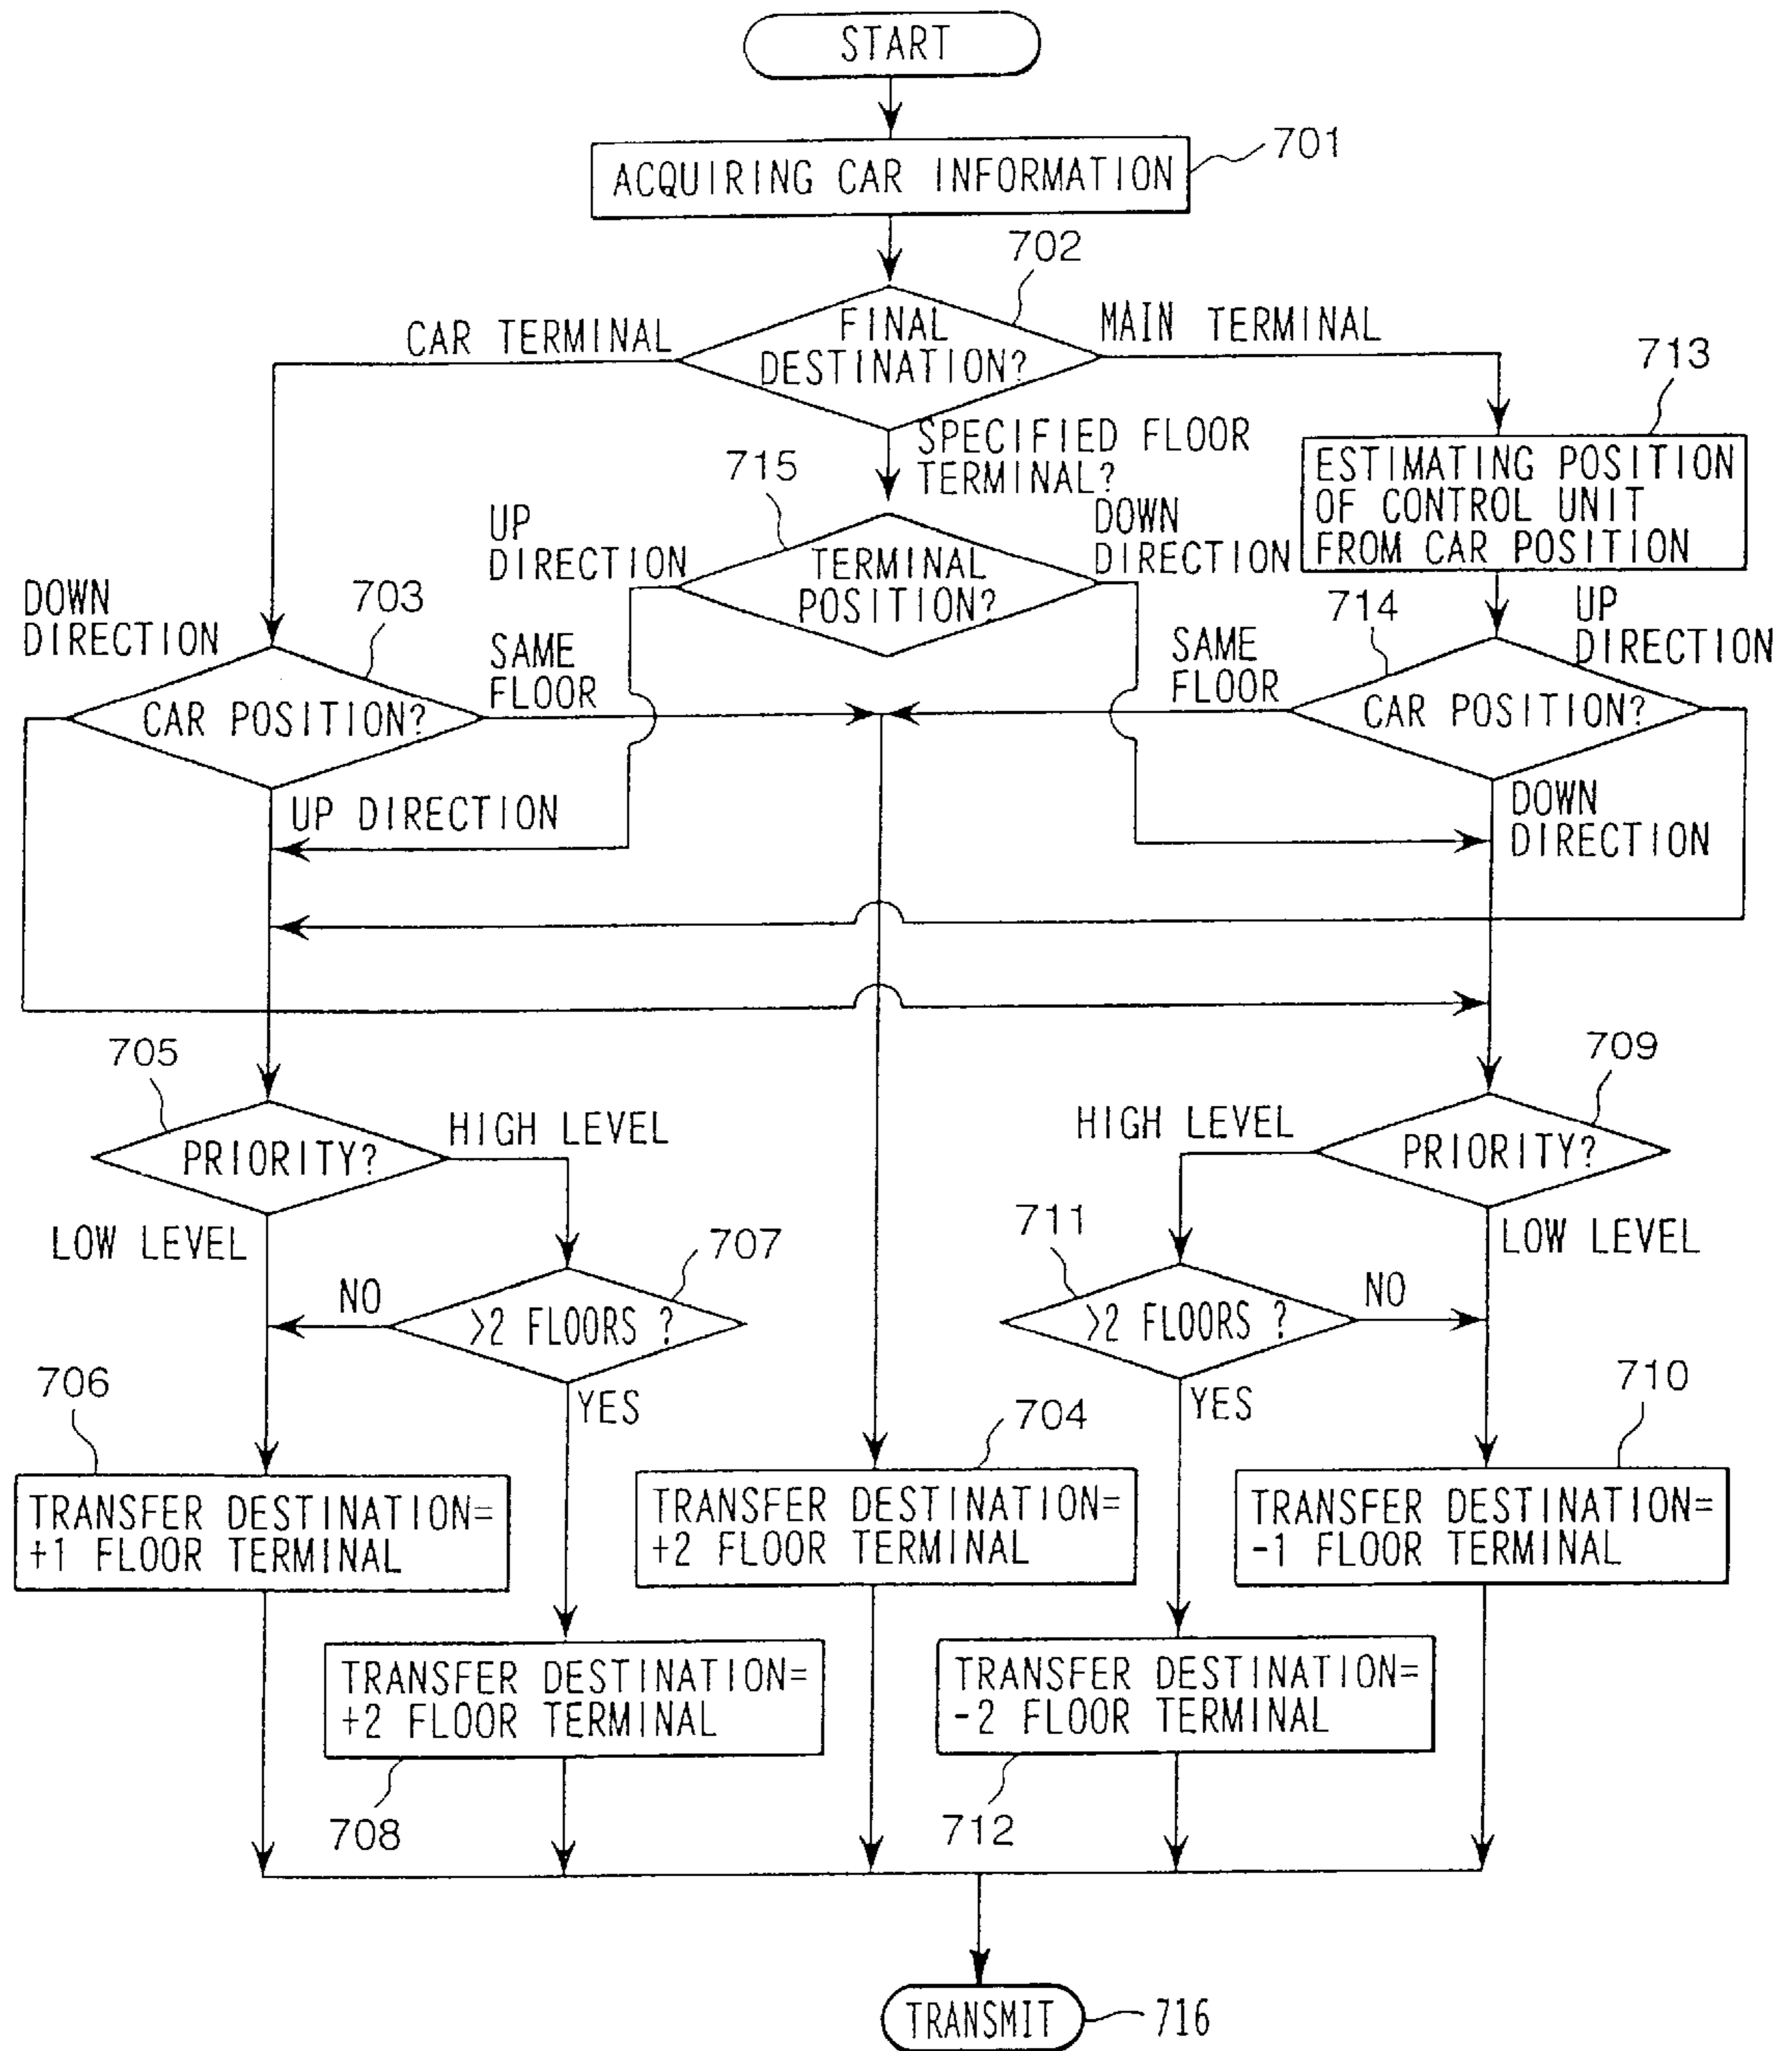 START
701
ACQUIRING CAR INFORMATION
702
CAR TERMINAL
FINAL
DESTINATION?
MAIN TERMINAL
713
SPECIFIED FLOOR
TERMINAL?
715
ESTIMATING POSITION
OF CONTROL UNIT
FROM CAR POSITION
UP
DIRECTION
TERMINAL
POSITION?
DOWN
DIRECTION
DOWN
DIRECTION
703
714
UP
DIRECTION
SAME
FLOOR
SAME
FLOOR
CAR POSITION?
CAR POSITION?
UP DIRECTION
DOWN
DIRECTION
705
709
HIGH LEVEL
HIGH LEVEL
PRIORITY?
PRIORITY?
LOW LEVEL
707
711
LOW LEVEL
NO
>2 FLOORS ?
>2 FLOORS ?
NO
706
YES
704
YES
710
TRANSFER DESTINATION=
+1 FLOOR TERMINAL
TRANSFER DESTINATION=
+2 FLOOR TERMINAL
TRANSFER DESTINATION=
-1 FLOOR TERMINAL
TRANSFER DESTINATION=
+2 FLOOR TERMINAL
TRANSFER DESTINATION=
-2 FLOOR TERMINAL
708
712
TRANSMIT
716